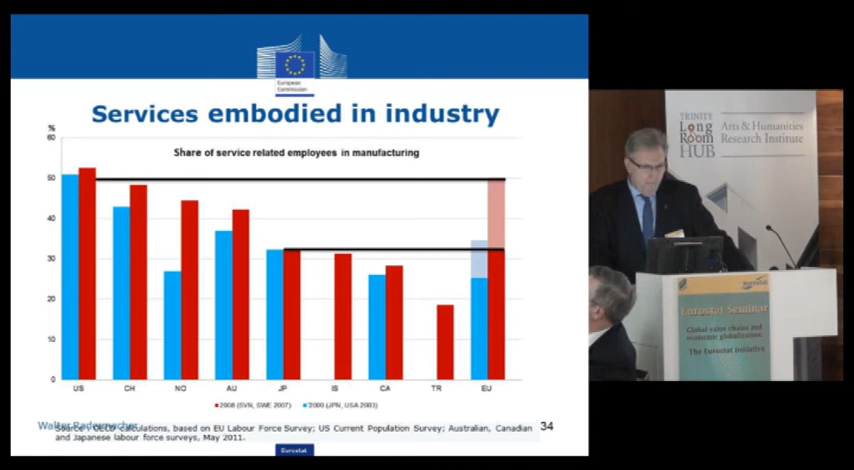 European
Commission
Services embodied in industry
%
Share of service related employees in manufacturing
60
50
40
30
20
10
0
US CH NO AU JP IS CA TR EU
2008 (SVN, SWE 2007) 2000 (JPN, USA 2003)
Walter Radermacher
Source : OECD calculations, based on EU Labour Force Survey; US Current Population Survey; Australian, Canadian
and Japanese labour force surveys, May 2011.
34
Eurostat
TRINITY
Long
Room
HUB
Arts & Humanities
Research Institute
eurostat
Eurostat Seminar
Global value chains and
economic globalization
The Eurostat Initiative